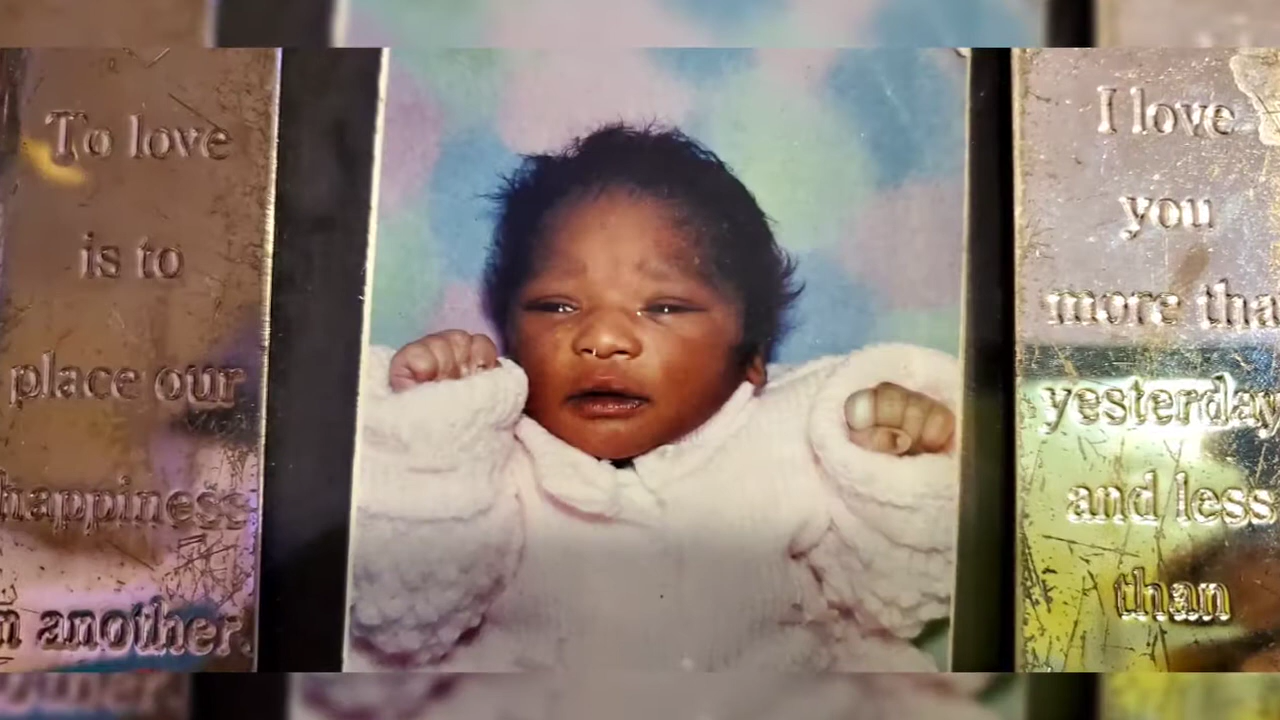 To love
is to
place our
happiness
n another.
I love
you
more tha
yesterday
and less
than